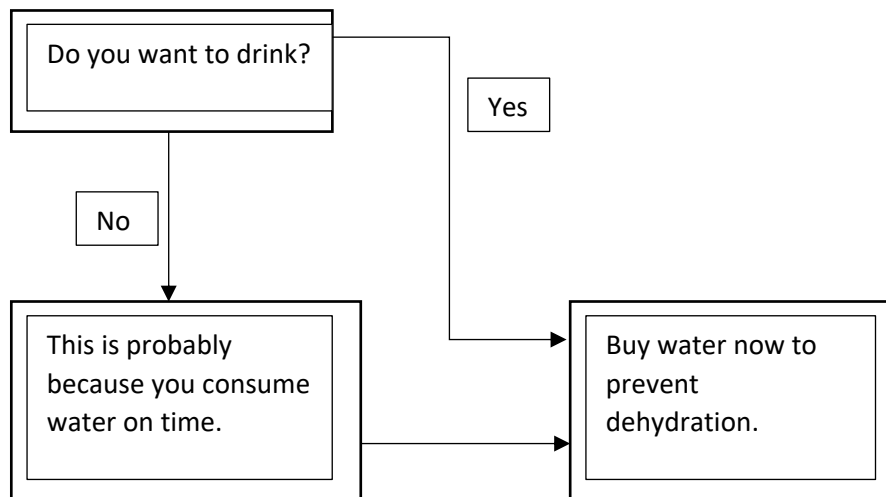 Do you want to drink?
Yes
No
This is probably
because you consume
water on time.
Buy water now to
prevent
dehydration.